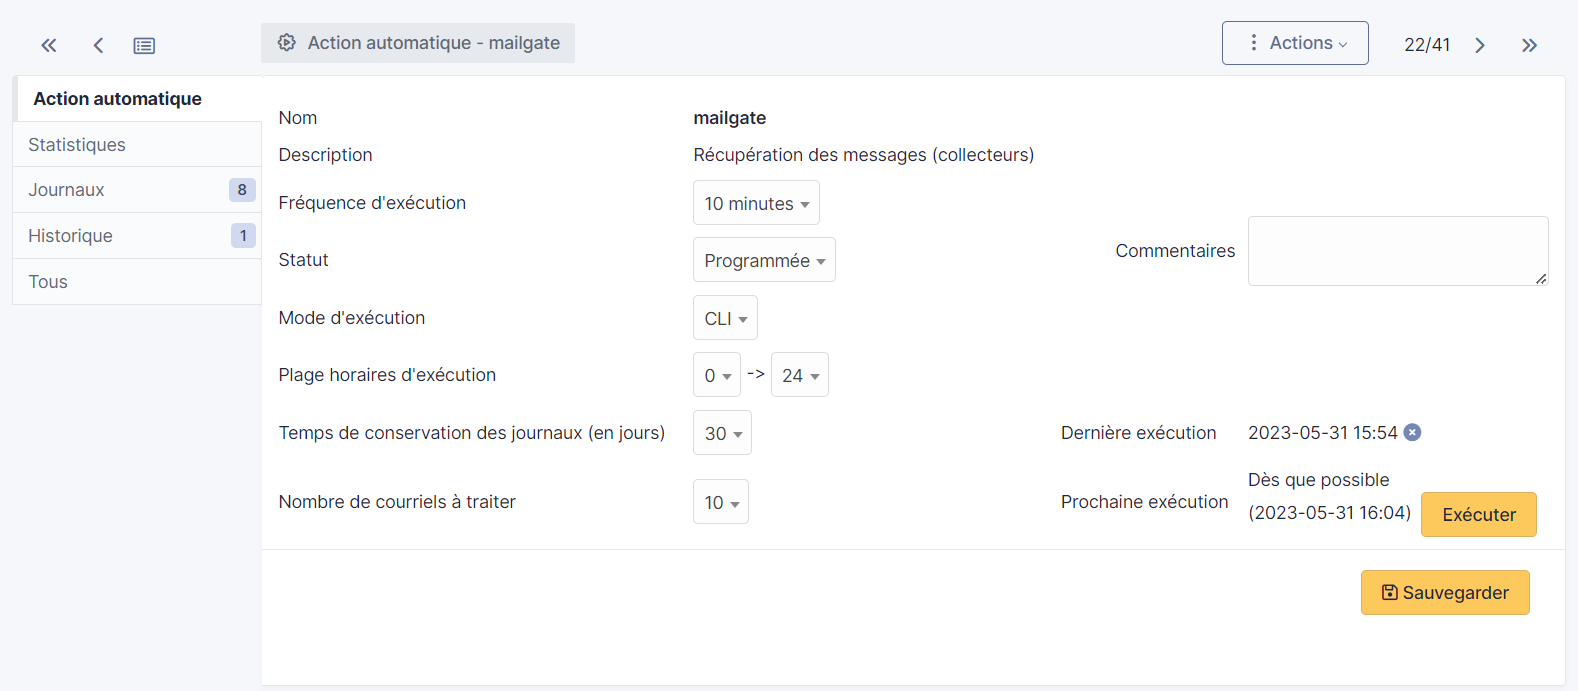 Action automatique - mailgate
Actions
22/41
Action automatique
Statistiques
Journaux 8
Historique 1
Tous
Nom mailgate
Description Récupération des messages (collecteurs)
Fréquence d'exécution 10 minutes
Statut Programmée
Commentaires
Mode d'exécution CLI
Plage horaires d'exécution 0 -> 24
Temps de conservation des journaux (en jours) 30
Dernière exécution 2023-05-31 15:54
Nombre de courriels à traiter 10
Prochaine exécution Dès que possible
(2023-05-31 16:04) Exécuter
Sauvegarder